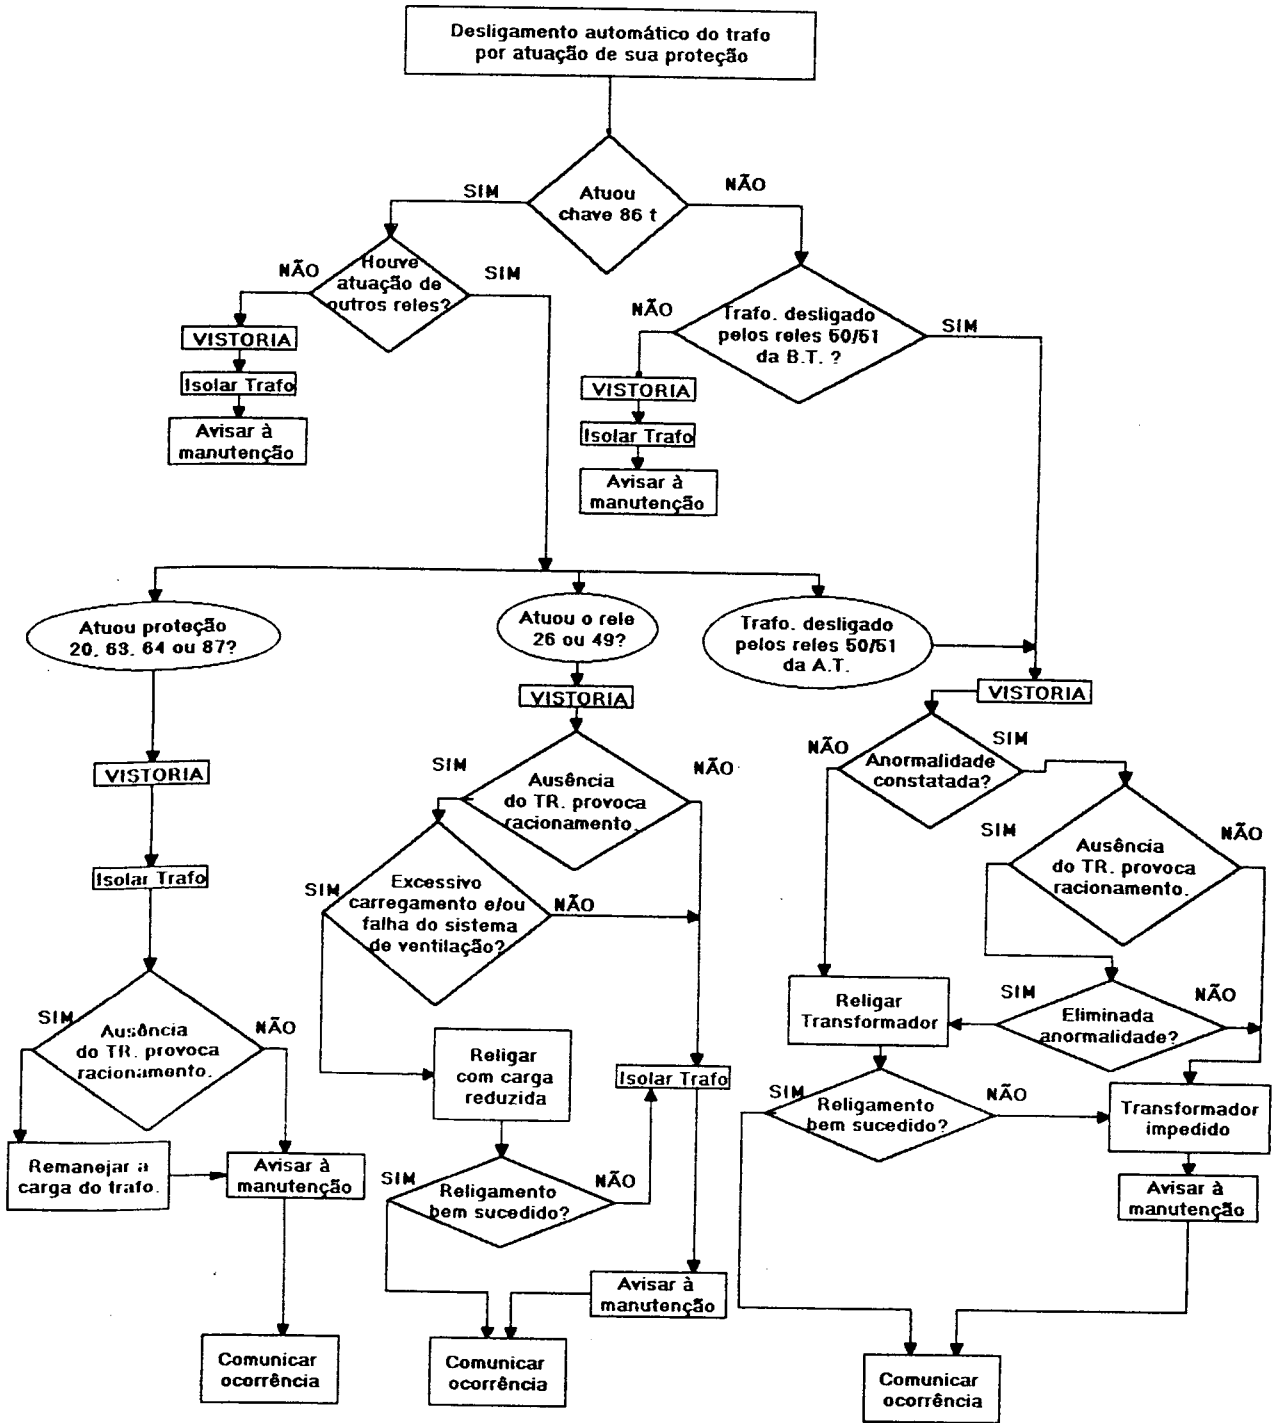 Desligamento automático do trafo
por atuação de sua proteção
Atuou
chave 86 t
SIM
NÃO
Houve
atuação de
outros reles?
NÃO
SIM
VISTORIA
Isolar Trafo
Avisar à
manutenção
Trafo. desligado
pelos reles 50/51
da B.T. ?
NÃO
SIM
VISTORIA
Isolar Trafo
Avisar à
manutenção
Atuou proteção
20. 63. 64 ou 87?
Atuou o rele
26 ou 49?
Trafo. desligado
pelos reles 50/51
da A.T.
VISTORIA
Isolar Trafo
Ausência
do TR. provoca
racionamento.
SIM
NÃO
Remanejar a
carga do trafo.
Avisar à
manutenção
Comunicar
ocorrência
VISTORIA
Ausência
do TR. provoca
racionamento.
SIM
NÃO
Excessivo
carregamento e/ou
falha do sistema
de ventilação?
SIM
NÃO
Religar
com carga
reduzida
Isolar Trafo
Religamento
bem sucedido?
SIM
NÃO
Avisar à
manutenção
Comunicar
ocorrência
VISTORIA
Anormalidade
constatada?
NÃO
SIM
Ausência
do TR. provoca
racionamento.
SIM
NÃO
Eliminada
anormalidade?
SIM
NÃO
Religar
Transformador
Religamento
bem sucedido?
SIM
NÃO
Transformador
impedido
Avisar à
manutenção
Comunicar
ocorrência